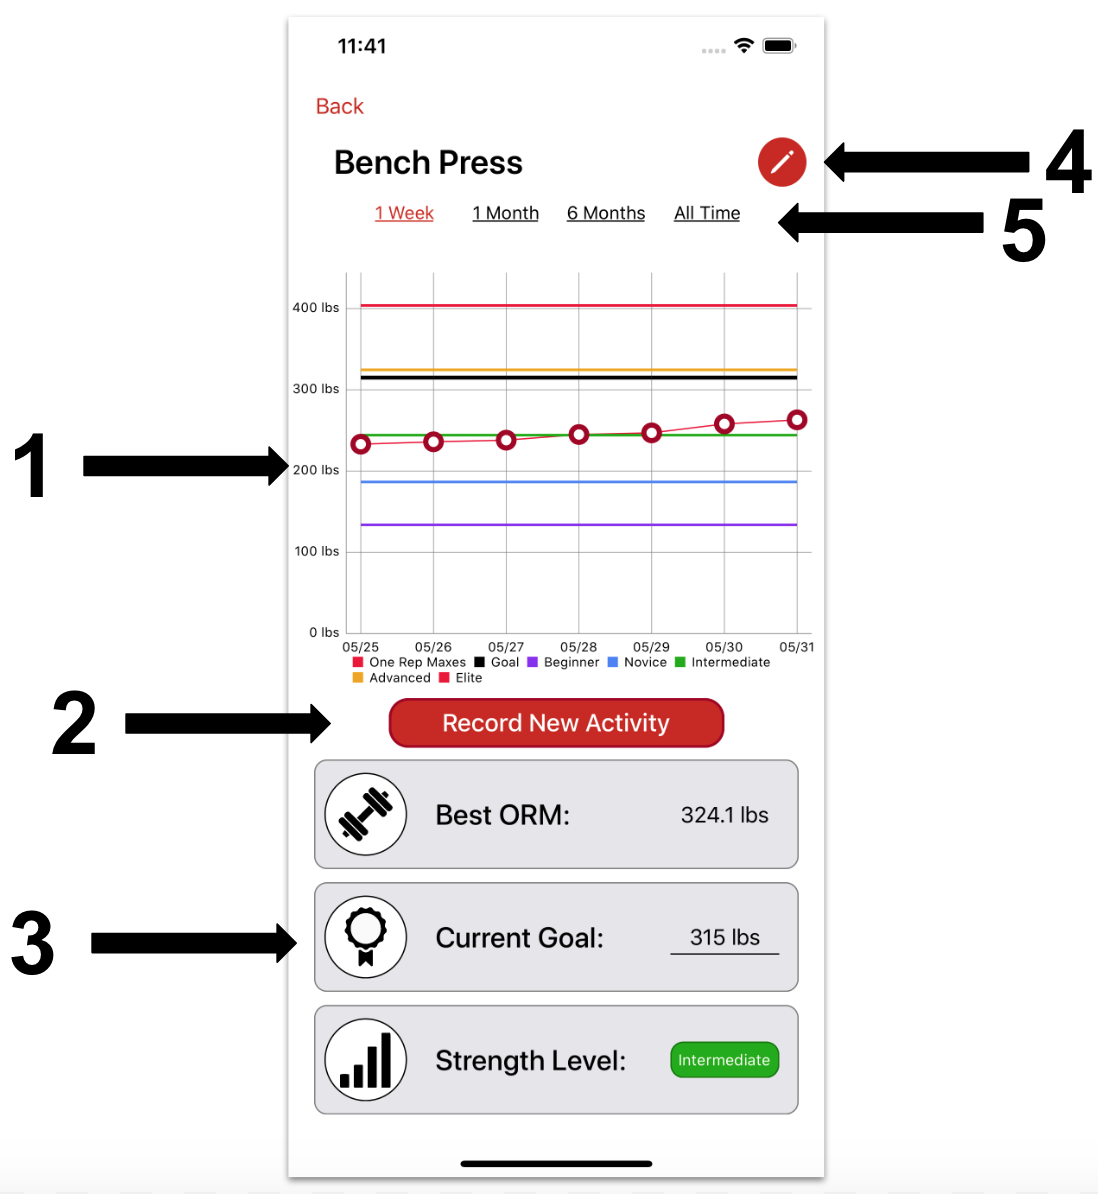 11:41
Back
Bench Press
4
1 Week 1 Month 6 Months All Time
5
400 lbs
300 lbs
1
200 lbs
100 lbs
0 lbs
05/25 05/26 05/27 05/28 05/29 05/30 05/31
One Rep Maxes Goal Beginner Novice Intermediate
Advanced Elite
2
Record New Activity
Best ORM: 324.1 lbs
3
Current Goal: 315 lbs
Strength Level: Intermediate